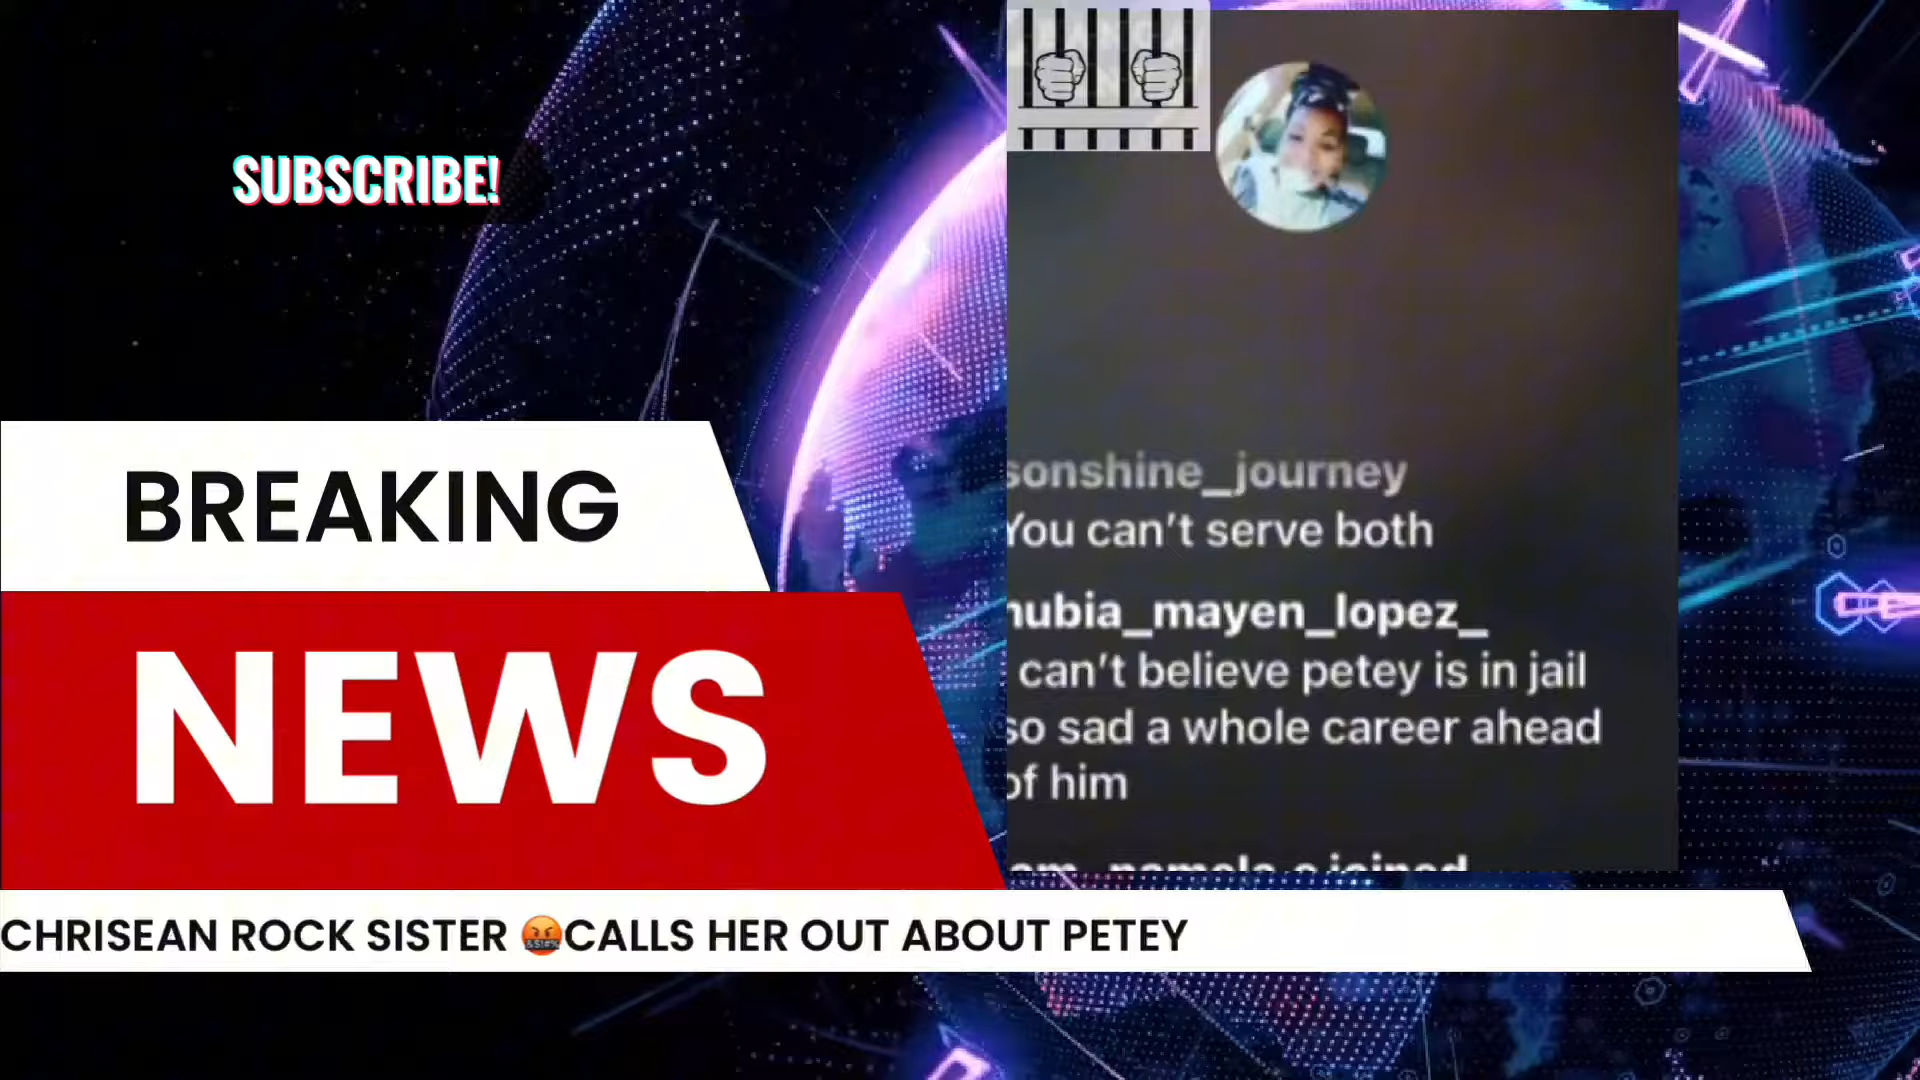 SUBSCRIBE!
BREAKING
NEWS
sonshine_journey
You can't serve both
nubia_mayen_lopez_
can't believe petey is in jail
so sad a whole career ahead
of him
joined
CHRISEAN ROCK SISTER 🤬CALLS HER OUT ABOUT PETEY